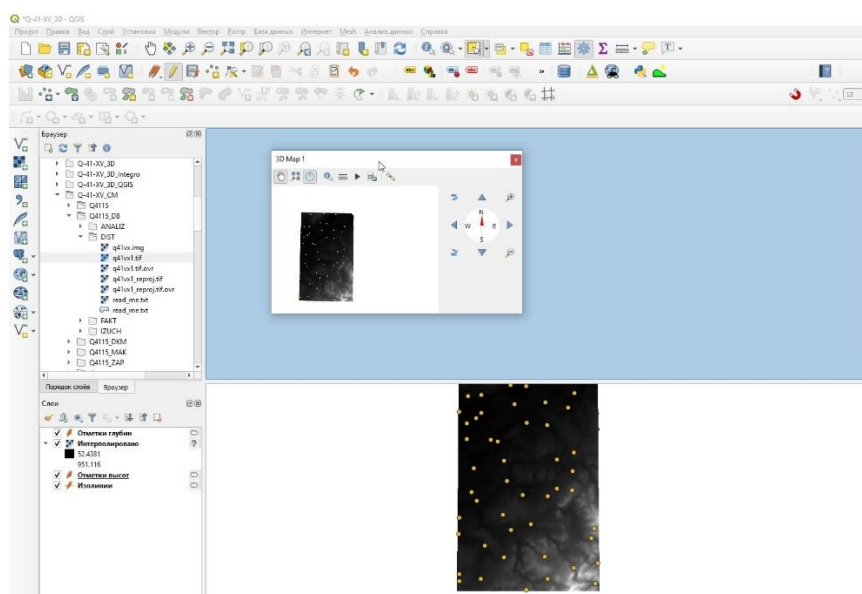 *Q-41-XV_3D - QGIS
Проект Правка Вид Слой Установки Модули Вектор Растр База данных Интернет Mesh Анализ данных Справка
12
Браузер
Q-41-XV_3D
Q-41-XV_3D_Integro
Q-41-XV_3D_QGIS
Q-41-XV_CM
Q4115
Q4115_DB
ANALIZ
DIST
q41vx.img
q41vx1.tif
q41vx1.tif.ovr
q41vx1_reproj.tif
q41vx1_reproj.tif.ovr
read_me.txt
read_me.txt
FAKT
IZUCH
Q4115_DKM
Q4115_MAK
Q4115_ZAP
Порядок слоёв Браузер
Слои
Отметки глубин
Интерполировано
52.4381
951.116
Отметки высот
Изолинии
3D Map 1
N
W E
S